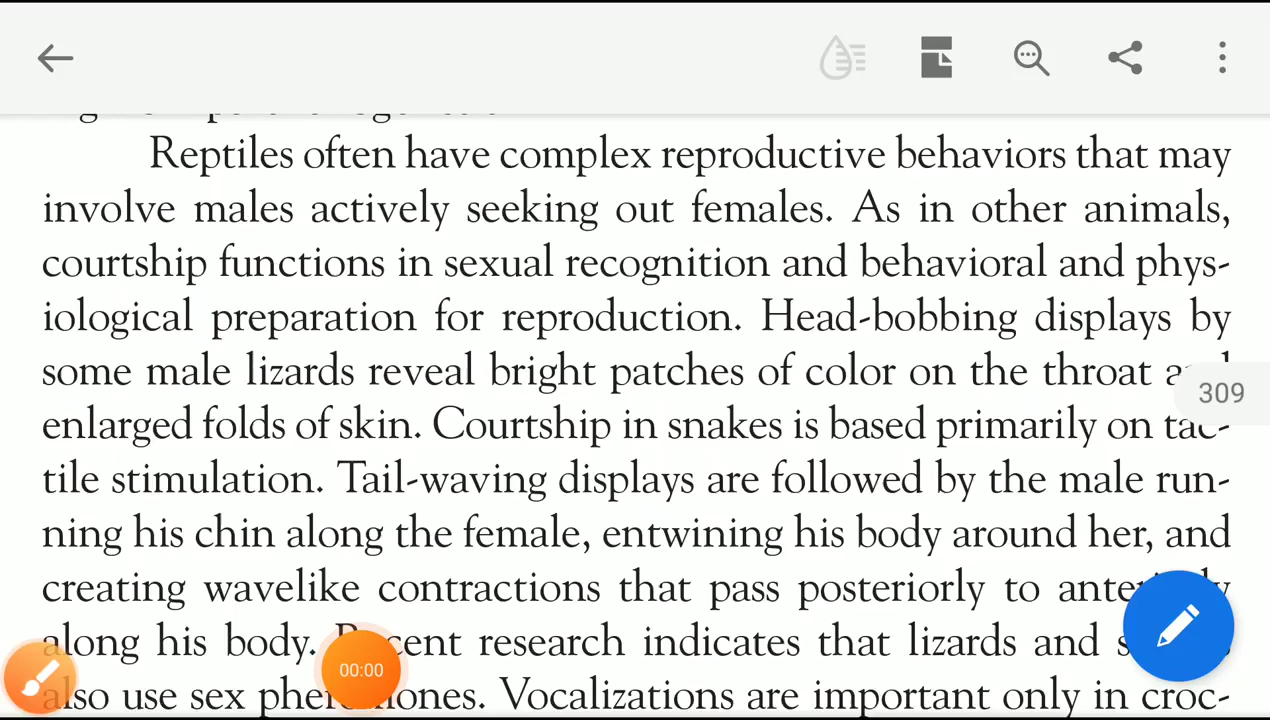 Reptiles often have complex reproductive behaviors that may
involve males actively seeking out females. As in other animals,
courtship functions in sexual recognition and behavioral and phys-
iological preparation for reproduction. Head-bobbing displays by
some male lizards reveal bright patches of color on the throat
309
enlarged folds of skin. Courtship in snakes is based primarily on tac-
tile stimulation. Tail-waving displays are followed by the male run-
ning his chin along the female, entwining his body around her, and
creating wavelike contractions that pass posteriorly to
along his body. Recent research indicates that lizards and
00:00
also use sex pheromones. Vocalizations are important only in croc-